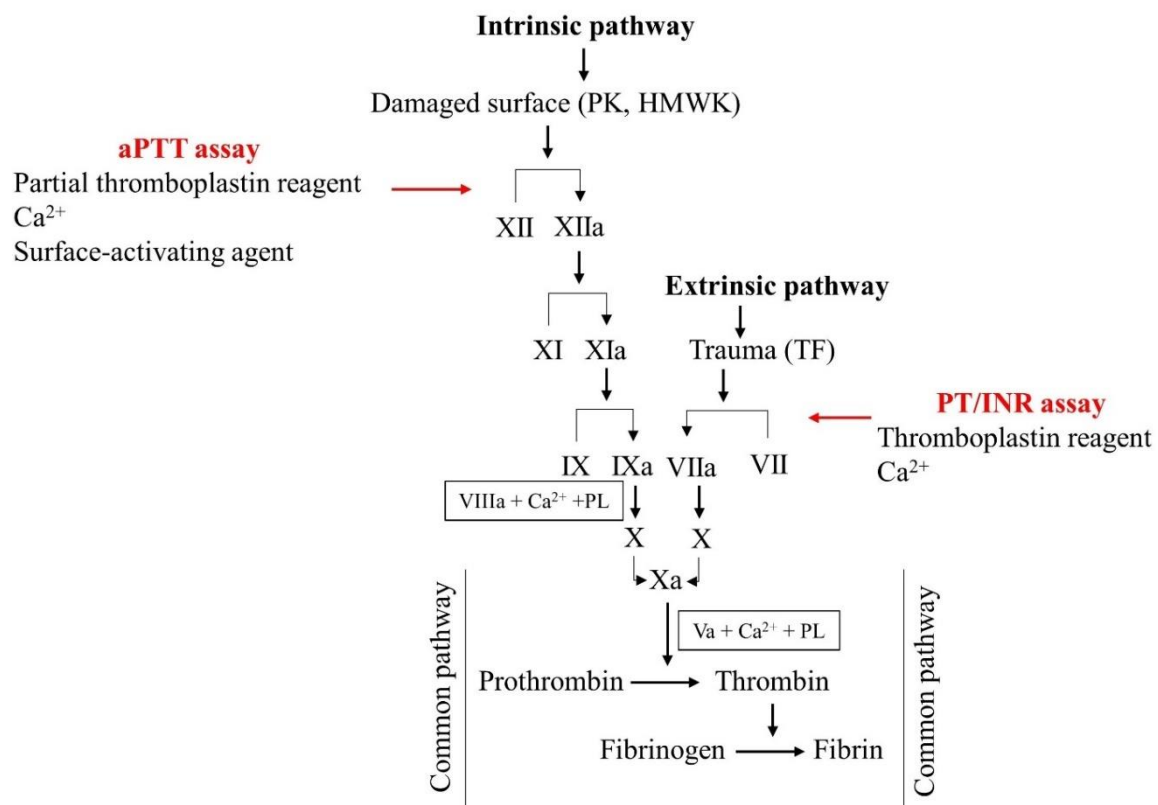 Intrinsic pathway
Damaged surface (PK, HMWK)
aPTT assay
Partial thromboplastin reagent
Ca²⁺
Surface-activating agent
XII XIIa
Extrinsic pathway
XI XIa
Trauma (TF)
PT/INR assay
Thromboplastin reagent
Ca²⁺
IX IXa VIIa VII
VIIIa + Ca²⁺ +PL
X X
Xa
Va + Ca²⁺ + PL
Common pathway
Common pathway
Prothrombin Thrombin
Fibrinogen Fibrin